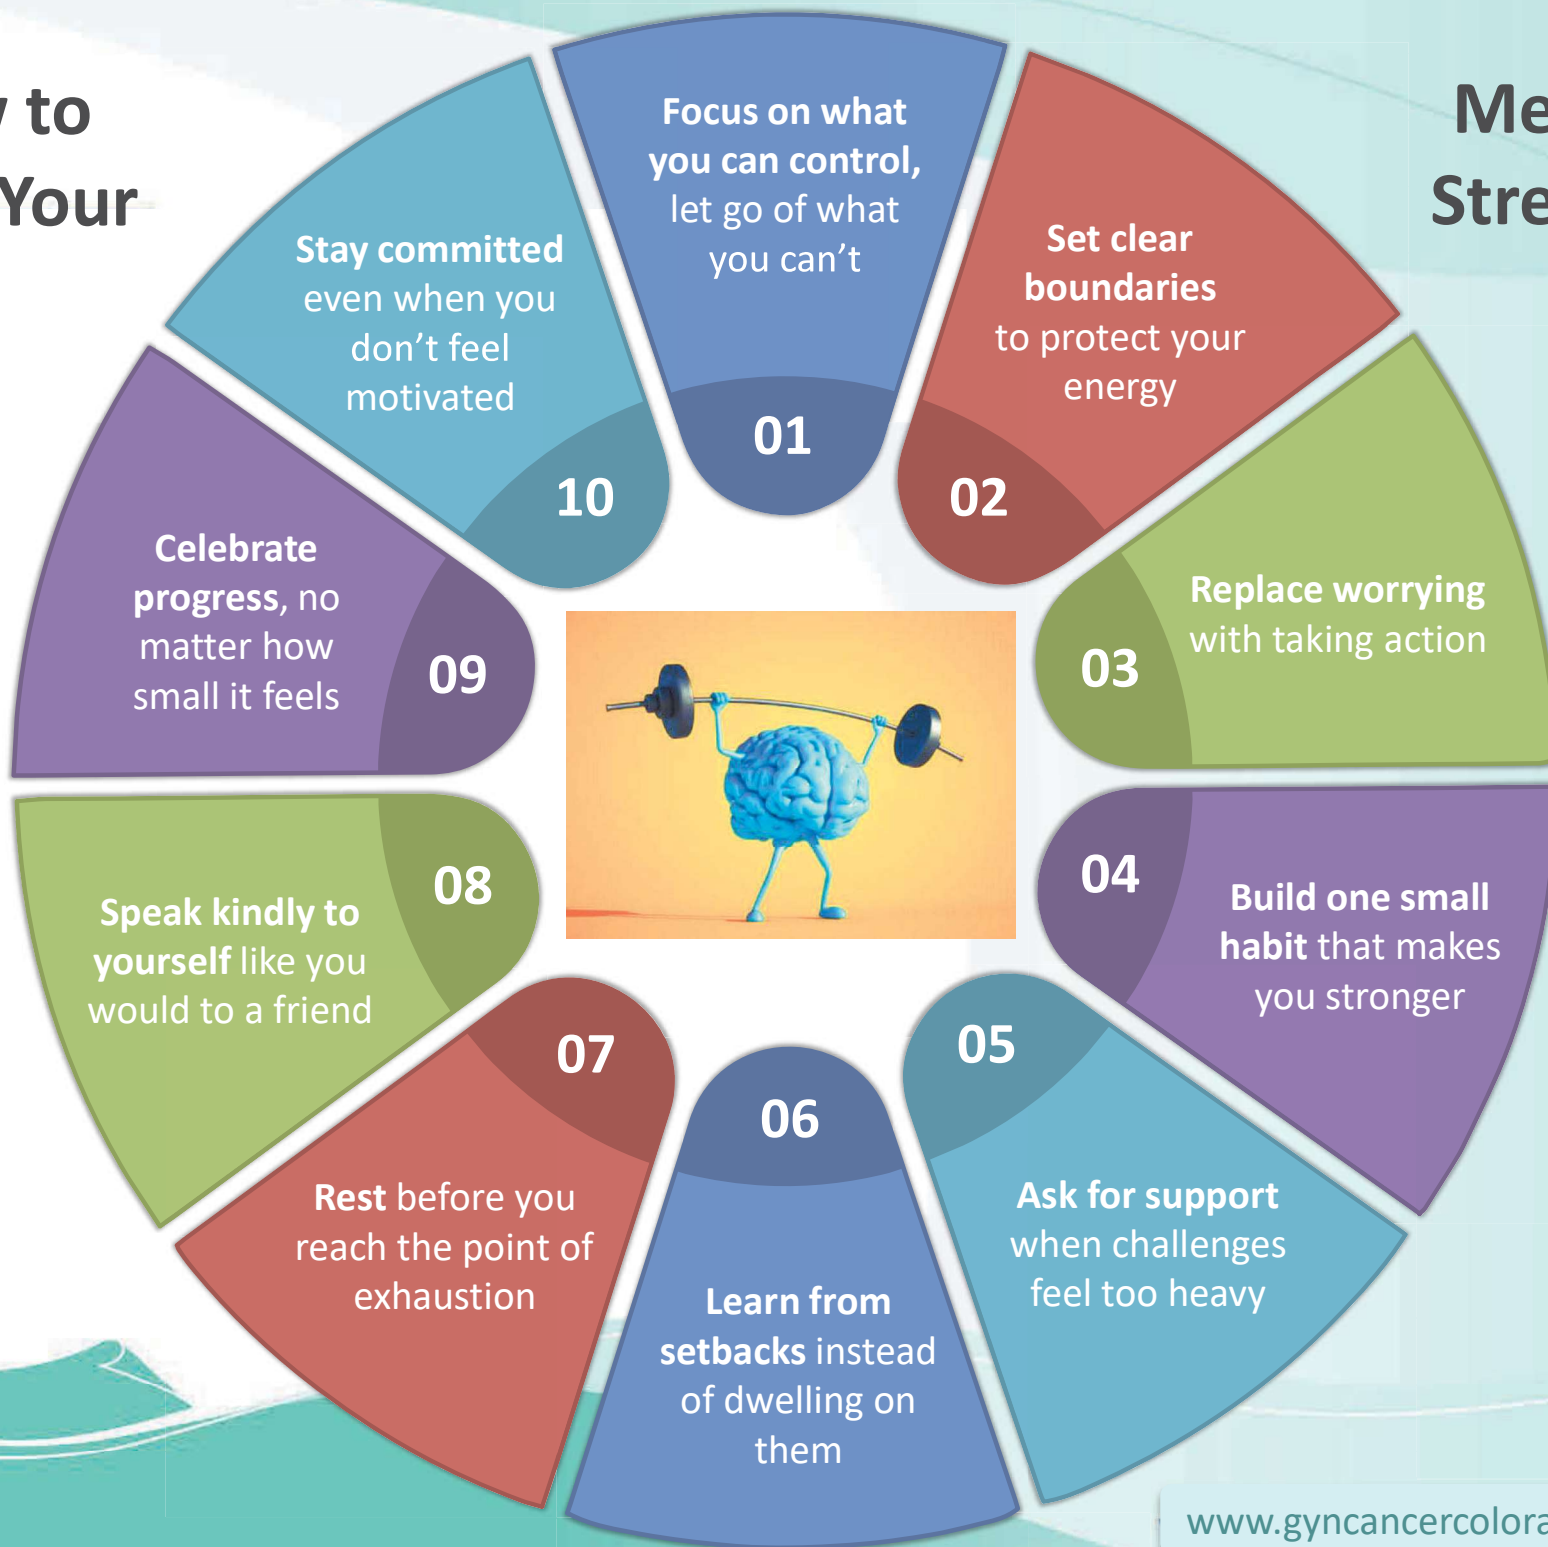 to
Your
Focus on what
you can control,
let go of what
you can't
01
Set clear
boundaries
to protect your
energy
02
Replace worrying
with taking action
03
04
Build one small
habit that makes
you stronger
05
Ask for support
when challenges
feel too heavy
06
Learn from
setbacks instead
of dwelling on
them
07
Rest before you
reach the point of
exhaustion
08
Speak kindly to
yourself like you
would to a friend
Celebrate
progress, no
matter how
small it feels
09
Stay committed
even when you
don't feel
motivated
10
Me
Stre
www.gyncancercolora